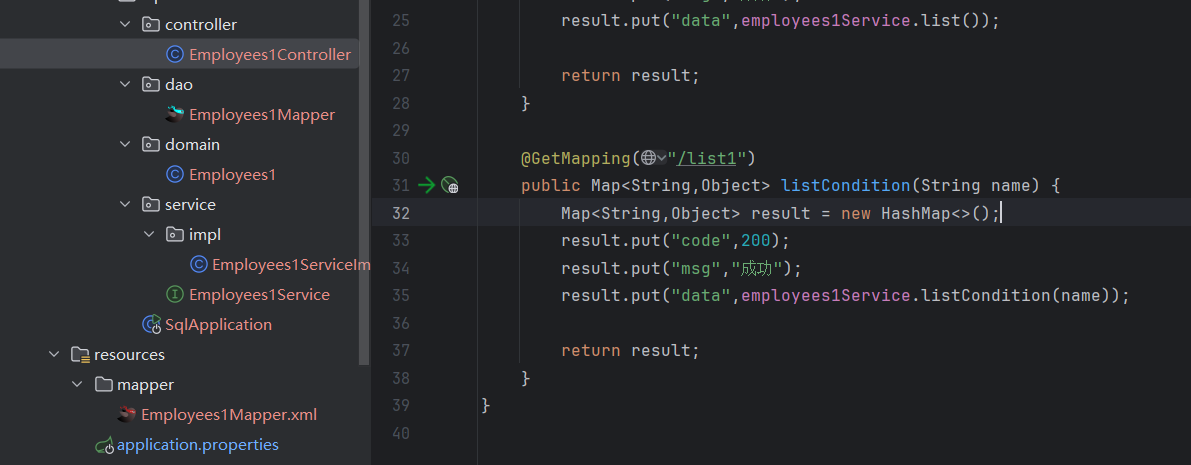 controller
Employees1Controller
dao
Employees1Mapper
domain
Employees1
service
impl
Employees1ServiceIm
Employees1Service
SqlApplication
resources
mapper
Employees1Mapper.xml
application.properties
25 result.put("data",employees1Service.list());
26
27 return result;
28 }
29
30 @GetMapping("/list1")
31 public Map<String,Object> listCondition(String name) {
32 Map<String,Object> result = new HashMap<>();
33 result.put("code",200);
34 result.put("msg","成功");
35 result.put("data",employees1Service.listCondition(name));
36
37 return result;
38 }
39 }
40